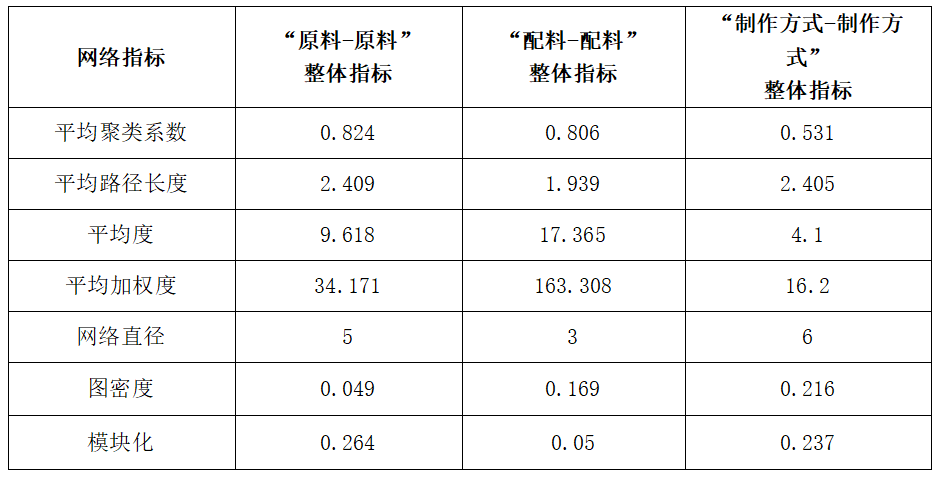 网络指标 “原料-原料” “配料-配料” “制作方式-制作方
式”
整体指标 整体指标 整体指标
平均聚类系数 0.824 0.806 0.531
平均路径长度 2.409 1.939 2.405
平均度 9.618 17.365 4.1
平均加权度 34.171 163.308 16.2
网络直径 5 3 6
图密度 0.049 0.169 0.216
模块化 0.264 0.05 0.237